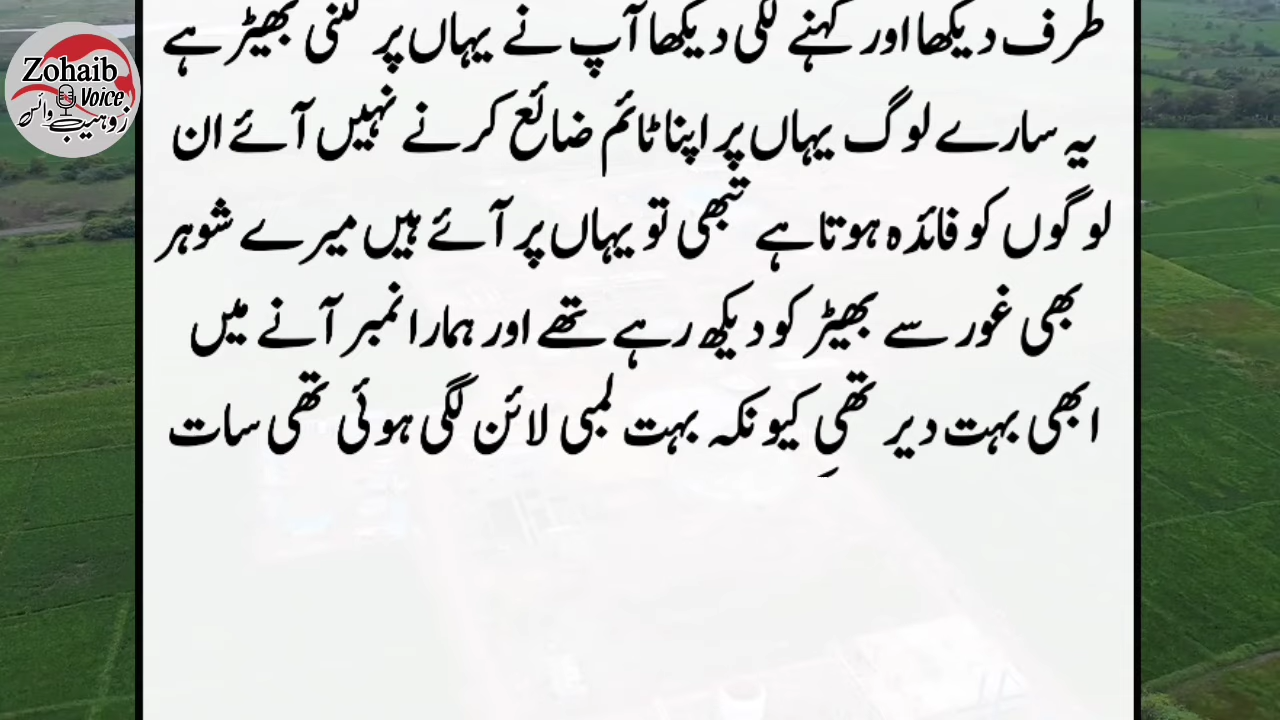 Zohaib
Voice
زوہیب وائس
طرف دیکھا اور کہنے لگی دیکھا آپ نے یہاں پر کتنی بھیڑ ہے
یہ سارے لوگ یہاں پر اپنا ٹائم ضائع کرنے نہیں آئے ان
لوگوں کو فائدہ ہوتا ہے تبھی تو یہاں پر آئے ہیں میرے شوہر
بھی غور سے بھیڑ کو دیکھ رہے تھے اور ہمارا نمبر آنے میں
ابھی بہت دیر تھیِ کیونکہ بہت لمبی لائن لگی ہوئی تھی سات